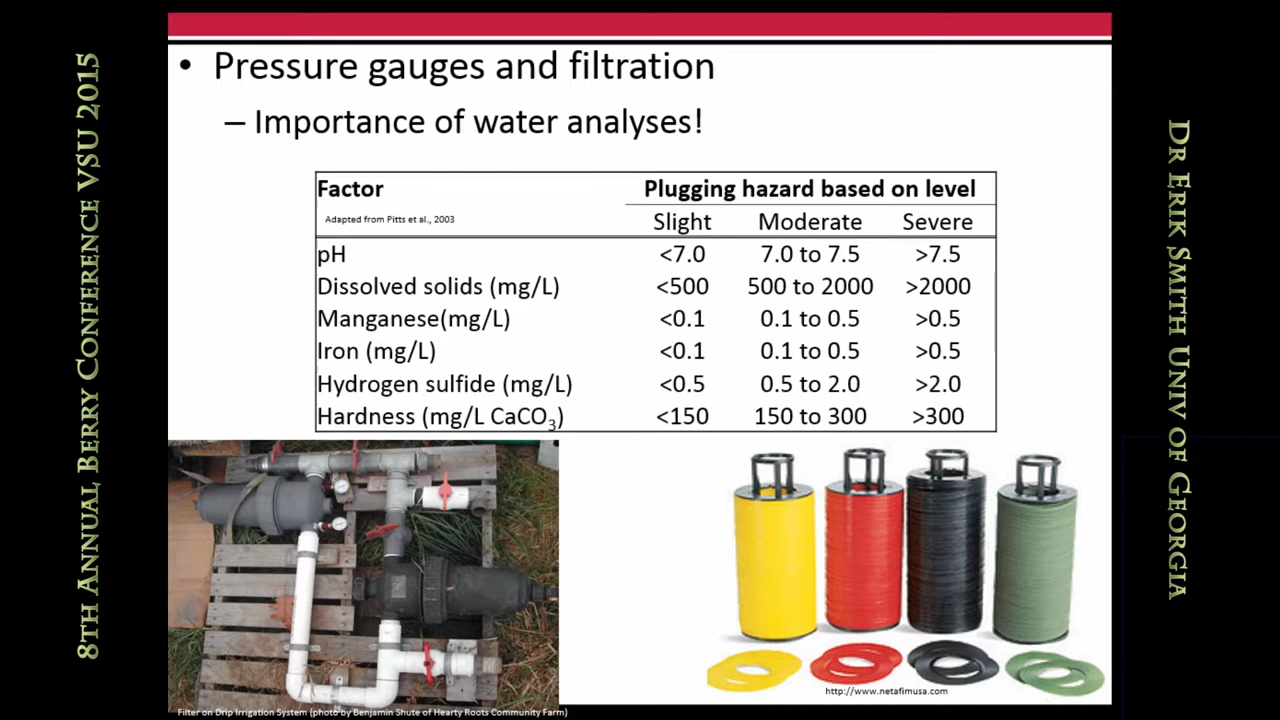 8TH ANNUAL BERRY CONFERENCE VSU 2015
• Pressure gauges and filtration
– Importance of water analyses!
Factor Plugging hazard based on level
Adapted from Pitts et al., 2003 Slight Moderate Severe
pH <7.0 7.0 to 7.5 >7.5
Dissolved solids (mg/L) <500 500 to 2000 >2000
Manganese(mg/L) <0.1 0.1 to 0.5 >0.5
Iron (mg/L) <0.1 0.1 to 0.5 >0.5
Hydrogen sulfide (mg/L) <0.5 0.5 to 2.0 >2.0
Hardness (mg/L CaCO₃) <150 150 to 300 >300
http://www.netafimusa.com
Filter on Drip Irrigation System (photo by Benjamin Shute of Hearty Roots Community Farm)
DR ERIK SMITH UNIV OF GEORGIA